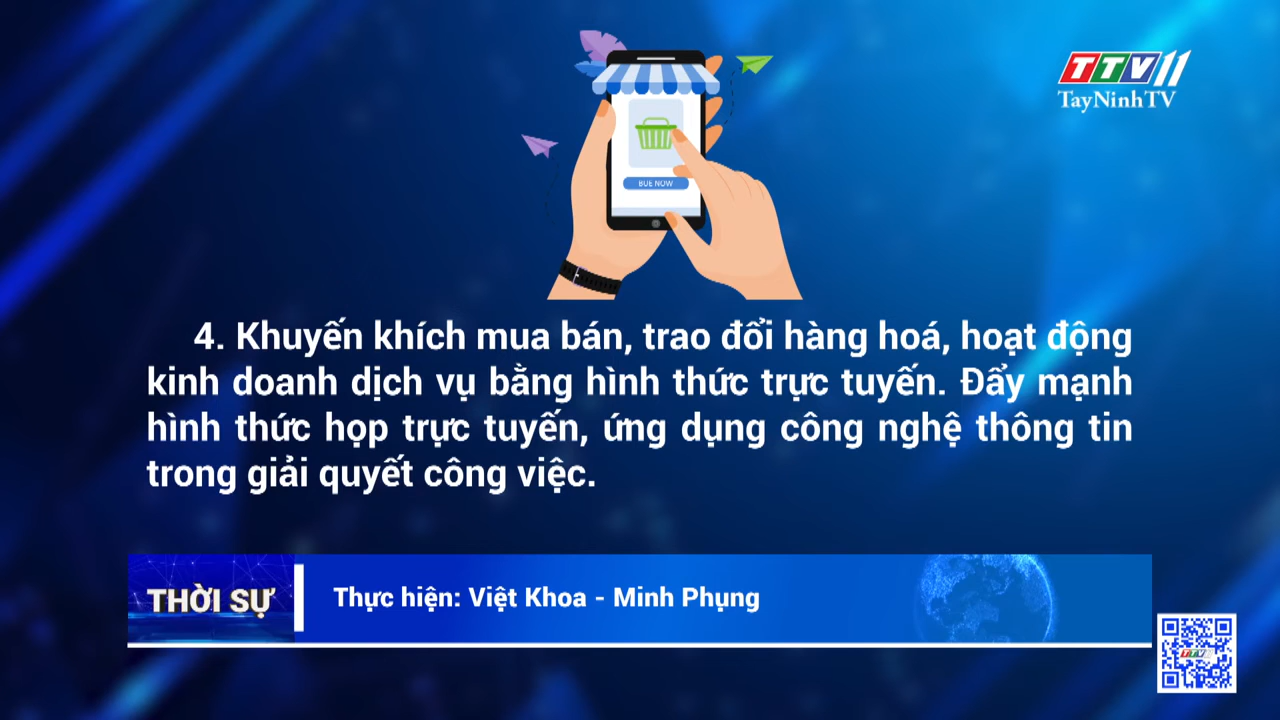 TTV11
TayNinhTV
BUE NOW
4. Khuyến khích mua bán, trao đổi hàng hoá, hoạt động
kinh doanh dịch vụ bằng hình thức trực tuyến. Đẩy mạnh
hình thức họp trực tuyến, ứng dụng công nghệ thông tin
trong giải quyết công việc.
THỜI SỰ
Thực hiện: Việt Khoa - Minh Phụng
TTV